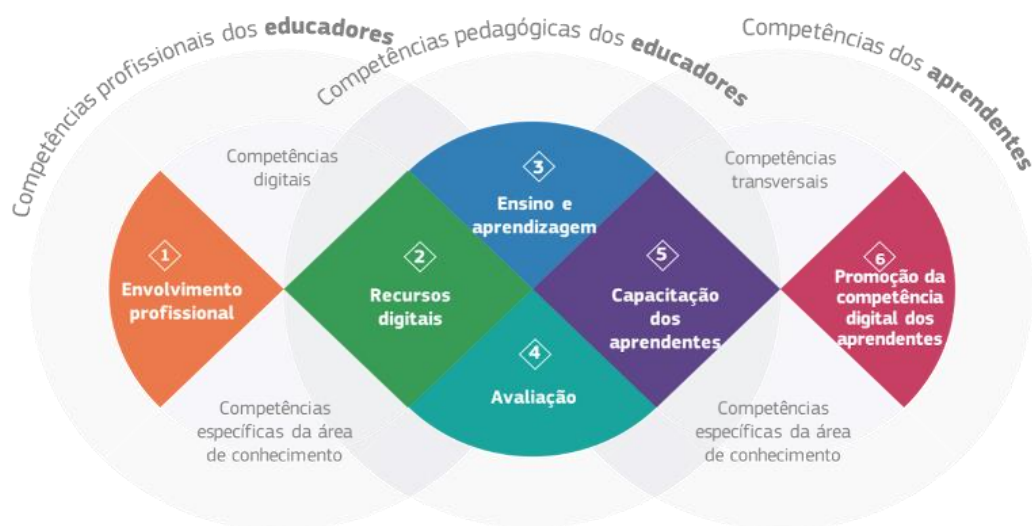 Competências profissionais dos educadores
Competências pedagógicas dos educadores
Competências dos aprendentes
Competências
digitais
Competências
transversais
1
Envolvimento
profissional
2
Recursos
digitais
3
Ensino e
aprendizagem
4
Avaliação
5
Capacitação
dos
aprendentes
6
Promoção da
competência
digital dos
aprendentes
Competências
específicas da área
de conhecimento
Competências
específicas da área
de conhecimento